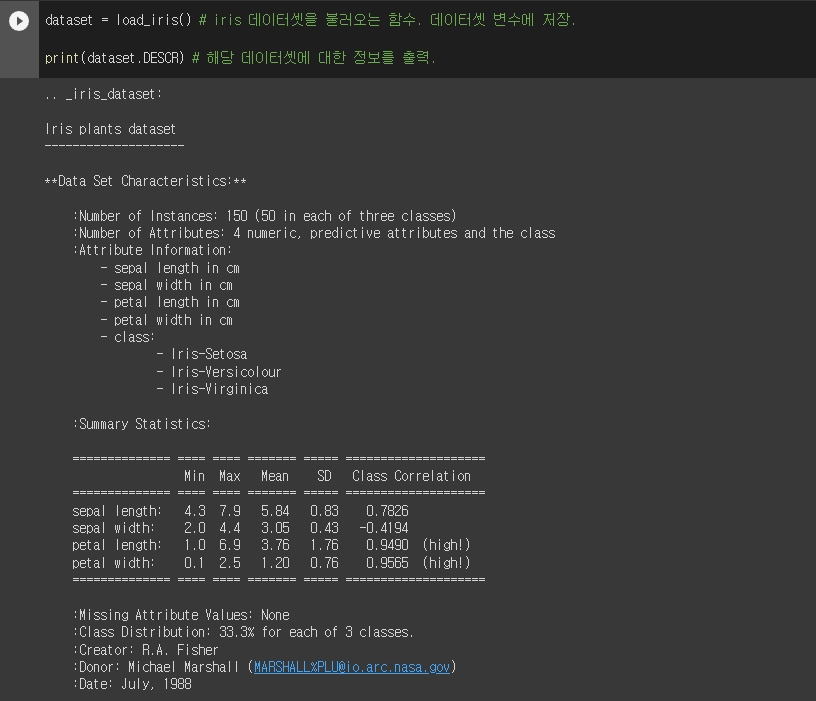 dataset = load_iris() # iris 데이터셋을 불러오는 함수. 데이터셋 변수에 저장.
print(dataset.DESCR) # 해당 데이터셋에 대한 정보를 출력.
.. _iris_dataset:
Iris plants dataset
--------------------
**Data Set Characteristics:**
:Number of Instances: 150 (50 in each of three classes)
:Number of Attributes: 4 numeric, predictive attributes and the class
:Attribute Information:
- sepal length in cm
- sepal width in cm
- petal length in cm
- petal width in cm
- class:
- Iris-Setosa
- Iris-Versicolour
- Iris-Virginica
:Summary Statistics:
============== ==== ==== ======= ===== ====================
Min Max Mean SD Class Correlation
============== ==== ==== ======= ===== ====================
sepal length: 4.3 7.9 5.84 0.83 0.7826
sepal width: 2.0 4.4 3.05 0.43 -0.4194
petal length: 1.0 6.9 3.76 1.76 0.9490 (high!)
petal width: 0.1 2.5 1.20 0.76 0.9565 (high!)
============== ==== ==== ======= ===== ====================
:Missing Attribute Values: None
:Class Distribution: 33.3% for each of 3 classes.
:Creator: R.A. Fisher
:Donor: Michael Marshall (MARSHALL%PLU@io.arc.nasa.gov)
:Date: July, 1988